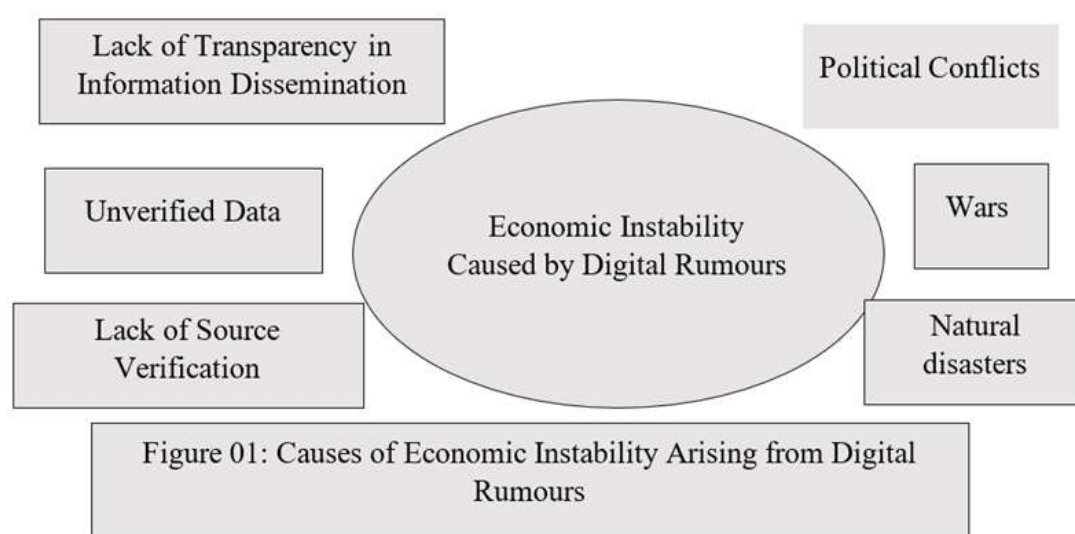 Lack of Transparency in
Information Dissemination
Political Conflicts
Unverified Data
Wars
Economic Instability
Caused by Digital Rumours
Lack of Source
Verification
Natural
disasters
Figure 01: Causes of Economic Instability Arising from Digital
Rumours